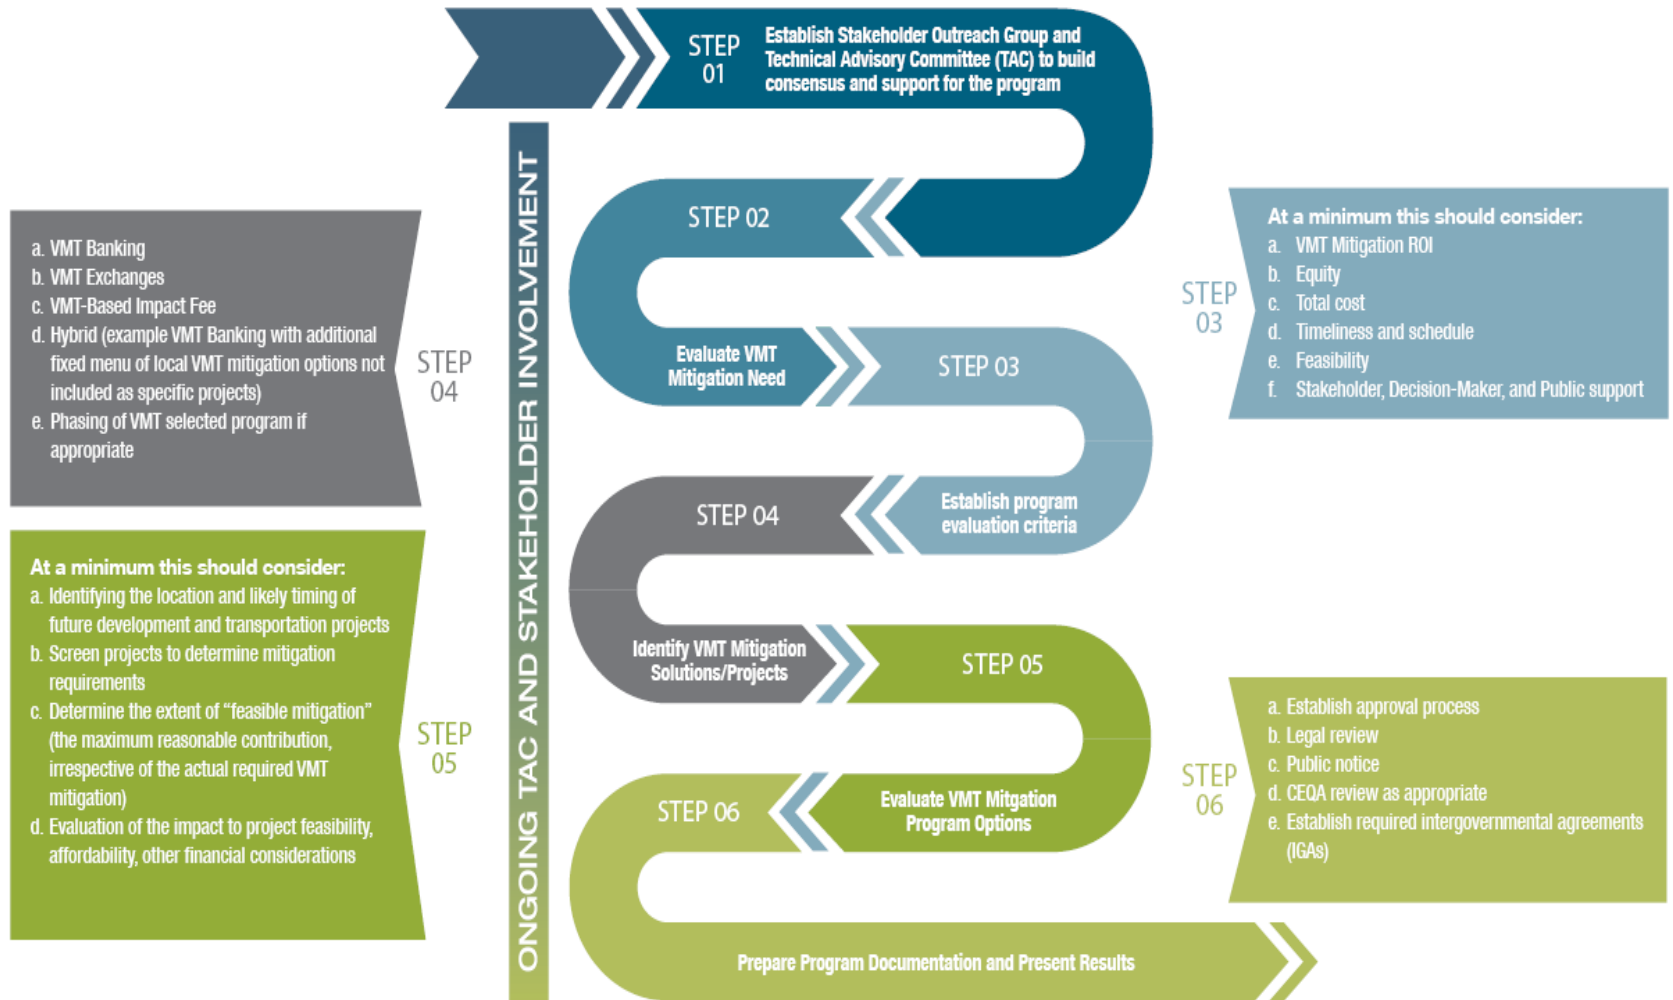 STEP
01
Establish Stakeholder Outreach Group and
Technical Advisory Committee (TAC) to build
consensus and support for the program
ONGOING TAC AND STAKEHOLDER INVOLVEMENT
STEP 02
Evaluate VMT
Mitigation Need
STEP 03
Establish program
evaluation criteria
STEP
03
At a minimum this should consider:
a. VMT Mitigation ROI
b. Equity
c. Total cost
d. Timeliness and schedule
e. Feasibility
f. Stakeholder, Decision-Maker, and Public support
STEP 04
Identify VMT Mitigation
Solutions/Projects
a. VMT Banking
b. VMT Exchanges
c. VMT-Based Impact Fee
d. Hybrid (example VMT Banking with additional
fixed menu of local VMT mitigation options not
included as specific projects)
e. Phasing of VMT selected program if
appropriate
STEP
04
STEP 05
Evaluate VMT Mitgation
Program Options
At a minimum this should consider:
a. Identifying the location and likely timing of
future development and transportation projects
b. Screen projects to determine mitigation
requirements
c. Determine the extent of “feasible mitigation”
(the maximum reasonable contribution,
irrespective of the actual required VMT
mitigation)
d. Evaluation of the impact to project feasibility,
affordability, other financial considerations
STEP
05
STEP 06
Prepare Program Documentation and Present Results
STEP
06
a. Establish approval process
b. Legal review
c. Public notice
d. CEQA review as appropriate
e. Establish required intergovernmental agreements
(IGAs)